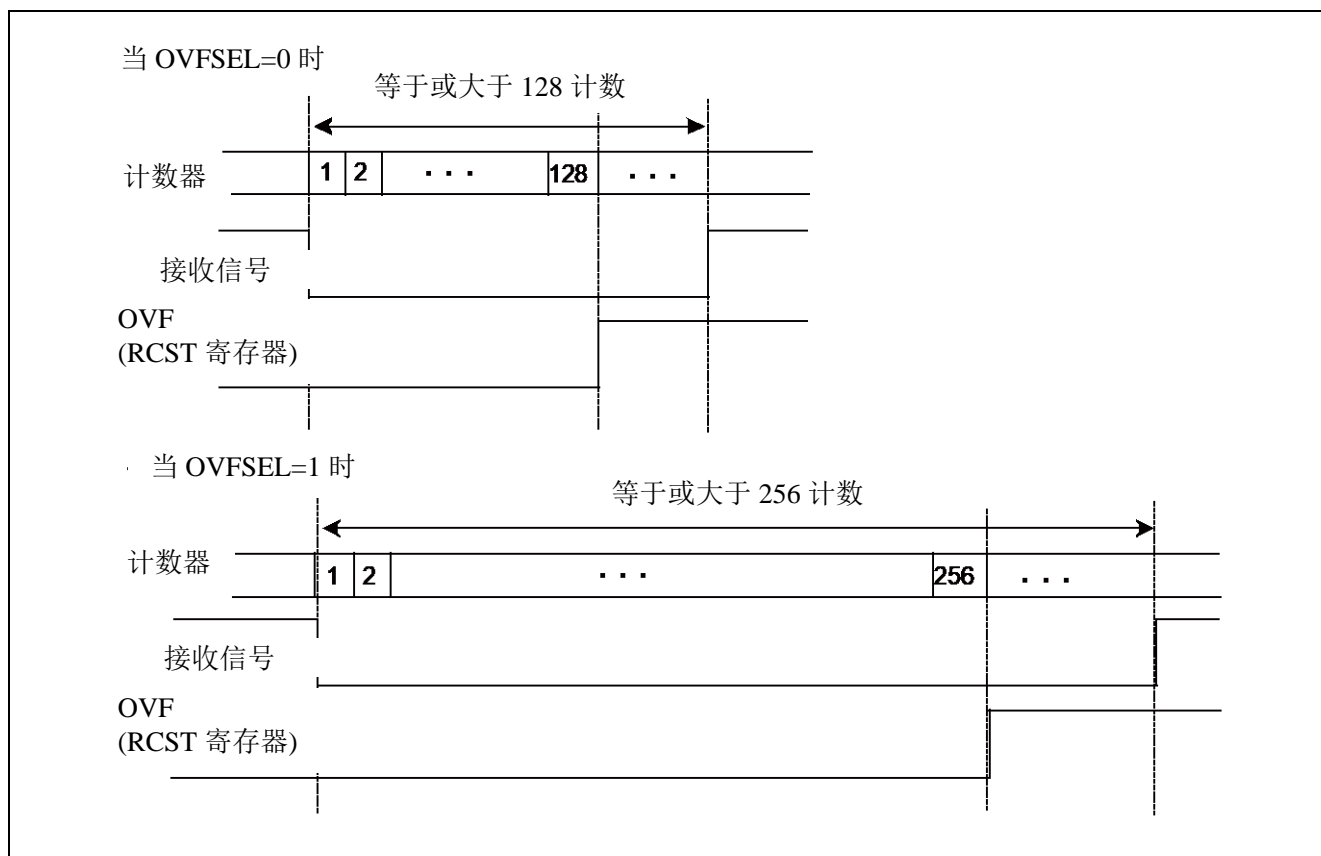 当 OVFSEL=0 时
等于或大于 128 计数
计数器 1 2 · · · 128 · · ·
接收信号
OVF
(RCST 寄存器)
当 OVFSEL=1 时
等于或大于 256 计数
计数器 1 2 · · · 256 · · ·
接收信号
OVF
(RCST 寄存器)